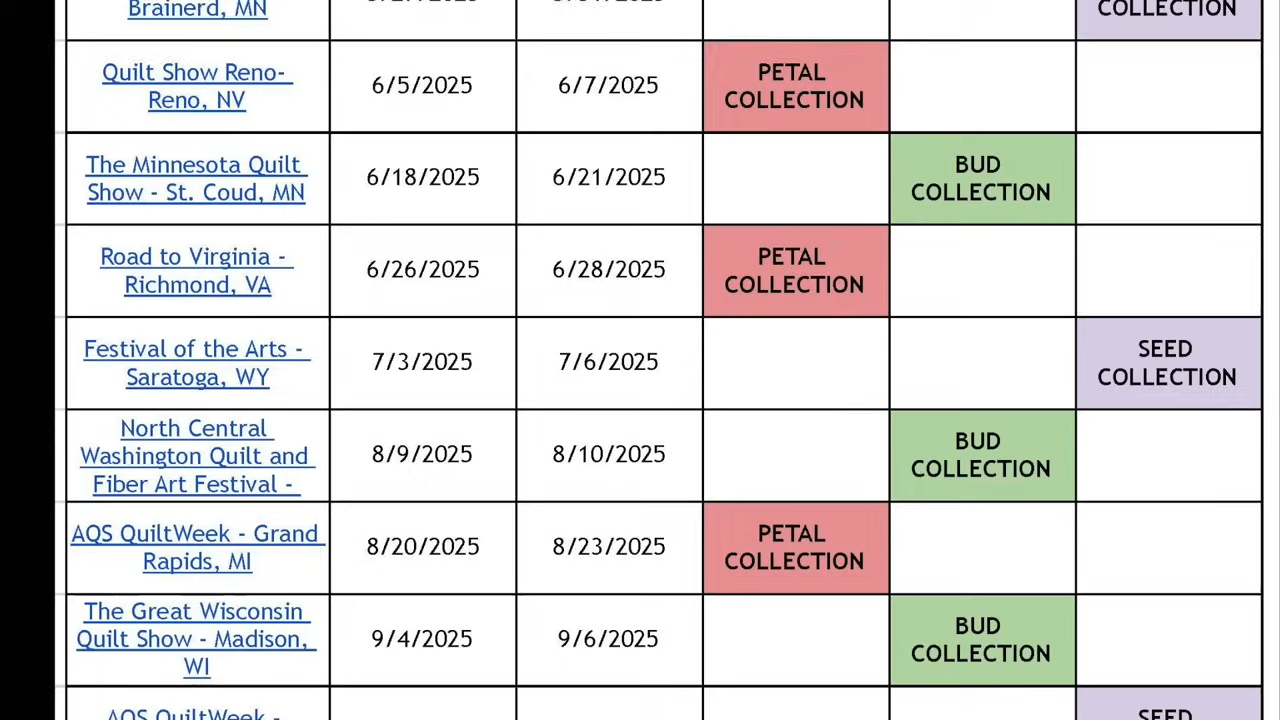 Brainerd, MN
COLLECTION
Quilt Show Reno-
Reno, NV
6/5/2025
6/7/2025
PETAL
COLLECTION
The Minnesota Quilt
Show - St. Coud, MN
6/18/2025
6/21/2025
BUD
COLLECTION
Road to Virginia -
Richmond, VA
6/26/2025
6/28/2025
PETAL
COLLECTION
Festival of the Arts -
Saratoga, WY
7/3/2025
7/6/2025
SEED
COLLECTION
North Central
Washington Quilt and
Fiber Art Festival -
8/9/2025
8/10/2025
BUD
COLLECTION
AQS QuiltWeek - Grand
Rapids, MI
8/20/2025
8/23/2025
PETAL
COLLECTION
The Great Wisconsin
Quilt Show - Madison,
WI
9/4/2025
9/6/2025
BUD
COLLECTION
AQS QuiltWeek -
SEED